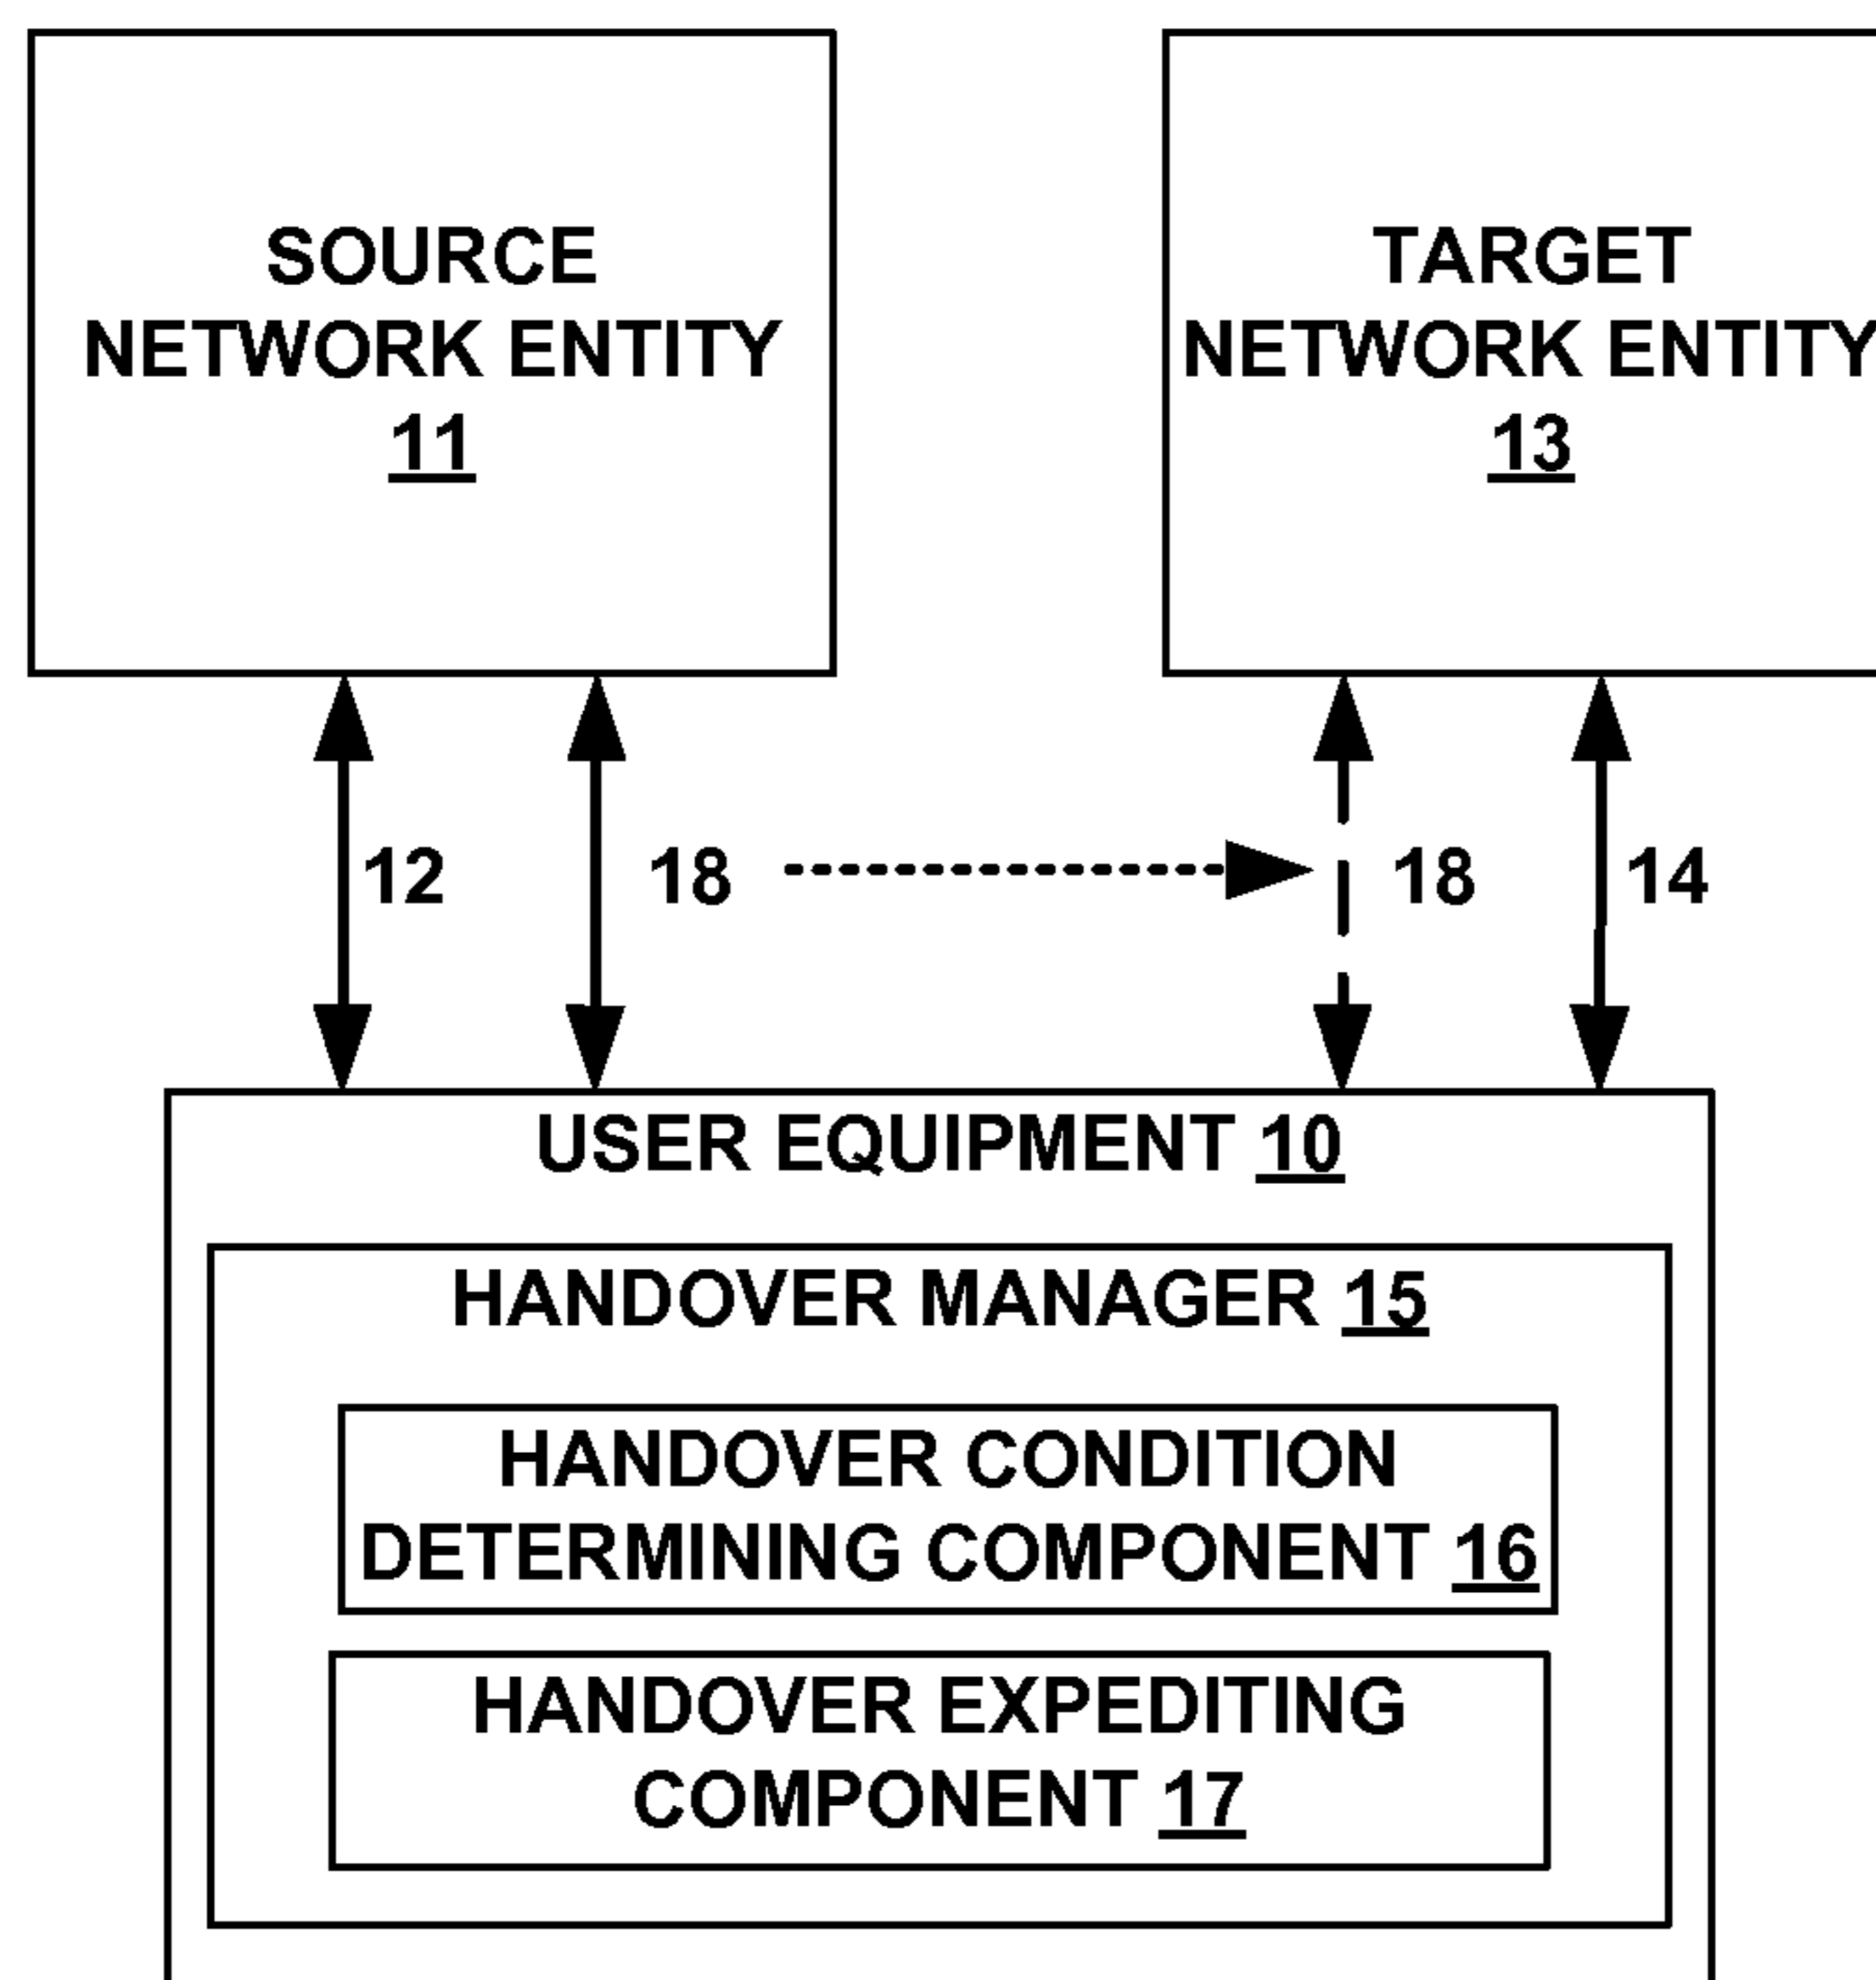 SOURCE
NETWORK ENTITY
11
TARGET
NETWORK ENTITY
13
12
18
18
14
USER EQUIPMENT 10
HANDOVER MANAGER 15
HANDOVER CONDITION
DETERMINING COMPONENT 16
HANDOVER EXPEDITING
COMPONENT 17